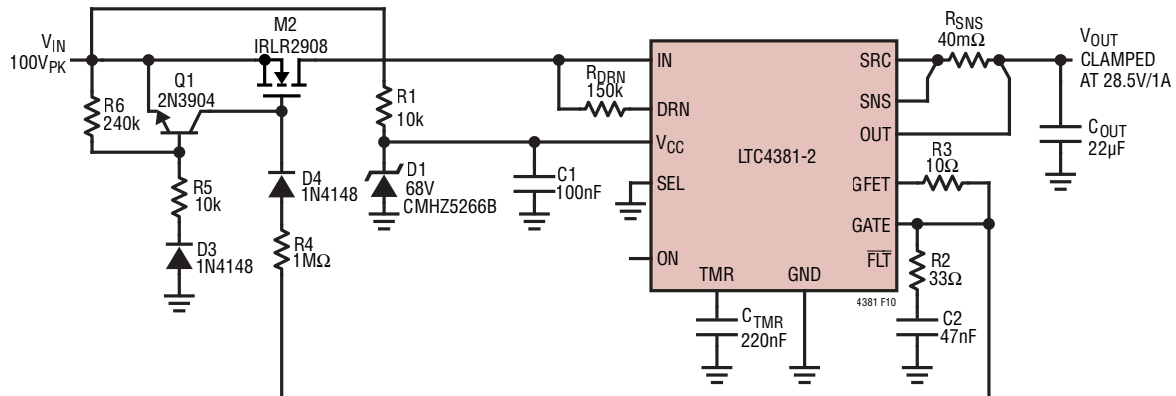 M2
IRLR2908
VIN
100VPK
Q1
2N3904
R6
240k
R5
10k
D3
1N4148
D4
1N4148
R4
1MΩ
R1
10k
D1
68V
CMHZ5266B
C1
100nF
RDRN
150k
IN
DRN
VCC
SEL
ON
TMR
GND
LTC4381-2
SRC
SNS
OUT
GFET
GATE
FLT
4381 F10
CTMR
220nF
RSNS
40mΩ
VOUT
CLAMPED
AT 28.5V/1A
COUT
22µF
R3
10Ω
R2
33Ω
C2
47nF